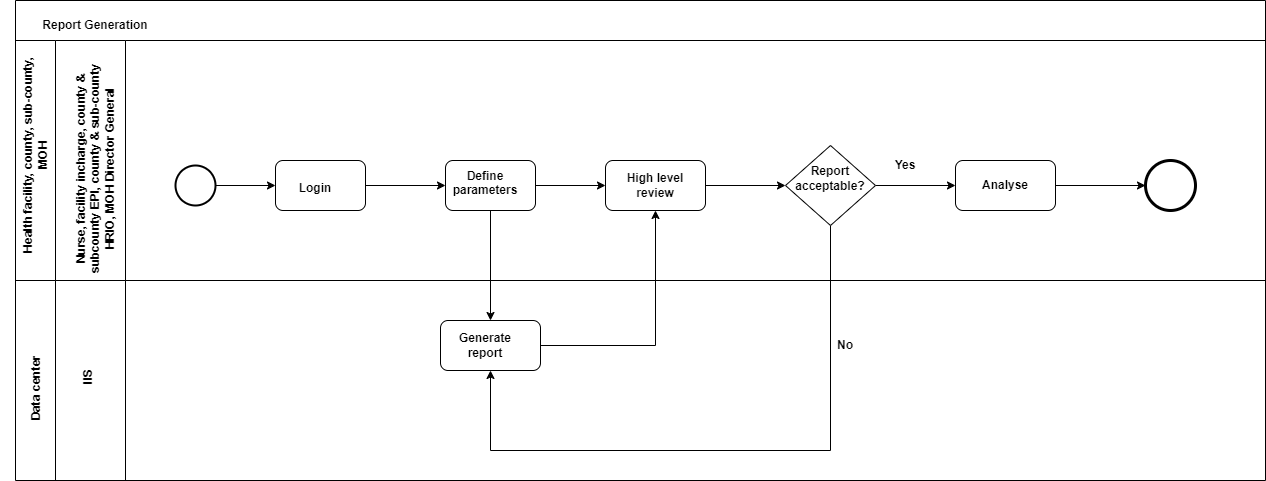 Report Generation
Health facility, county, sub-county,
MOH
Nurse, facility incharge, county &
subcounty EPI, county & sub-county
HRIO, MOH Director General
Login
Define
parameters
High level
review
Report
acceptable?
Yes
Analyse
Data center
IIS
Generate
report
No